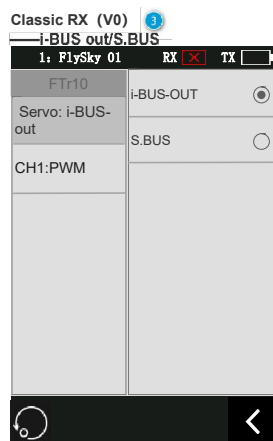 Classic RX (V0) 3
i-BUS out/S.BUS
1: FlySky 01 RX TX
FTr10
Servo: i-BUS-
out
CH1:PWM
i-BUS-OUT
S.BUS